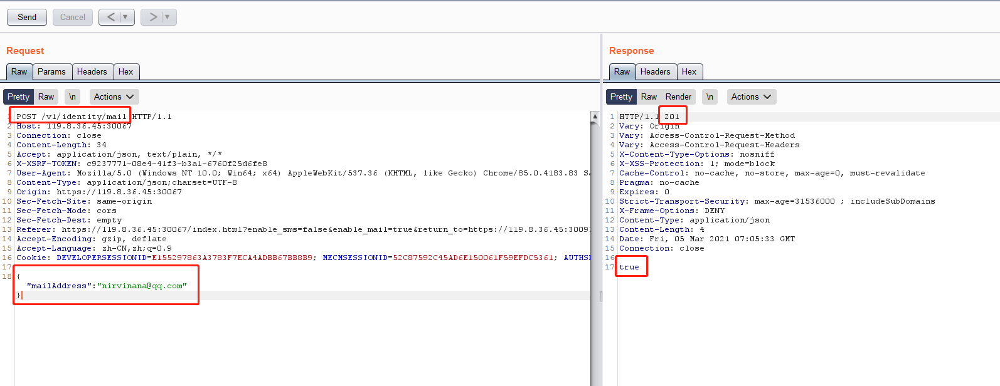 Send Cancel < ▼ > ▼
Request
Raw Params Headers Hex
Pretty Raw \n Actions
1 POST /v1/identity/mail HTTP/1.1
2 Host: 119.8.36.45:30067
3 Connection: close
4 Content-Length: 34
5 Accept: application/json, text/plain, */*
6 X-XSRF-TOKEN: c9237771-08e4-41f3-b3a1-6760f25d6fe8
7 User-Agent: Mozilla/5.0 (Windows NT 10.0; Win64; x64) AppleWebKit/537.36 (KHTML, like Gecko) Chrome/85.0.4183.83 Sa
8 Content-Type: application/json;charset=UTF-8
9 Origin: https://119.8.36.45:30067
10 Sec-Fetch-Site: same-origin
11 Sec-Fetch-Mode: cors
12 Sec-Fetch-Dest: empty
13 Referer: https://119.8.36.45:30067/index.html?enable_sms=false&enable_mail=true&return_to=https://119.8.36.45:3009
14 Accept-Encoding: gzip, deflate
15 Accept-Language: zh-CN,zh;q=0.9
16 Cookie: DEVELOPERSESSIONID=E155297863A3783F7ECA4ADBB67BB8B9; MECMSESSIONID=52C87592C45AD6E150061F59EFDC5361; AUTHS
17
18 {
"mailAddress":"nirvinana@qq.com"
}
Response
Raw Headers Hex
Pretty Raw Render \n Actions
1 HTTP/1.1 201
2 Vary: Origin
3 Vary: Access-Control-Request-Method
4 Vary: Access-Control-Request-Headers
5 X-Content-Type-Options: nosniff
6 X-XSS-Protection: 1; mode=block
7 Cache-Control: no-cache, no-store, max-age=0, must-revalidate
8 Pragma: no-cache
9 Expires: 0
10 Strict-Transport-Security: max-age=31536000 ; includeSubDomains
11 X-Frame-Options: DENY
12 Content-Type: application/json
13 Content-Length: 4
14 Date: Fri, 05 Mar 2021 07:05:33 GMT
15 Connection: close
16
17 true